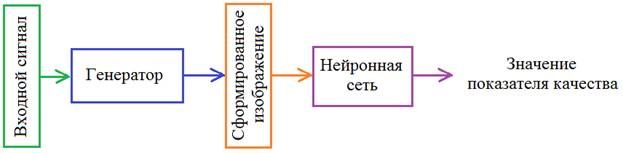 Входной сигнал
Генератор
Сформированное
изображение
Нейронная
сеть
Значение
показателя качества